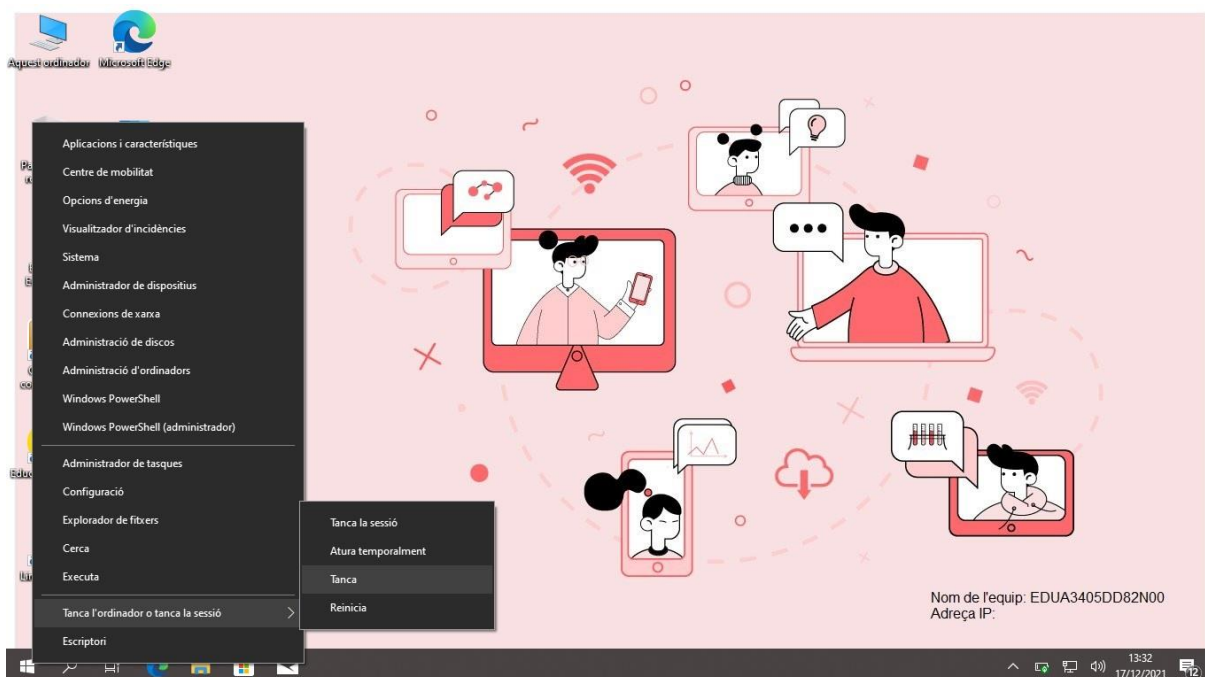 Aquest ordinador
Microsoft Edge
Aplicacions i característiques
Centre de mobilitat
Opcions d'energia
Visualitzador d'incidències
Sistema
Administrador de dispositius
Connexions de xarxa
Administració de discos
Administració d'ordinadors
Windows PowerShell
Windows PowerShell (administrador)
Administrador de tasques
Configuració
Explorador de fitxers
Cerca
Executa
Tanca l'ordinador o tanca la sessió
Escriptori
Tanca la sessió
Atura temporalment
Tanca
Reinicia
Nom de l'equip: EDUA3405DD82N00
Adreça IP:
13:32
17/12/2021
12